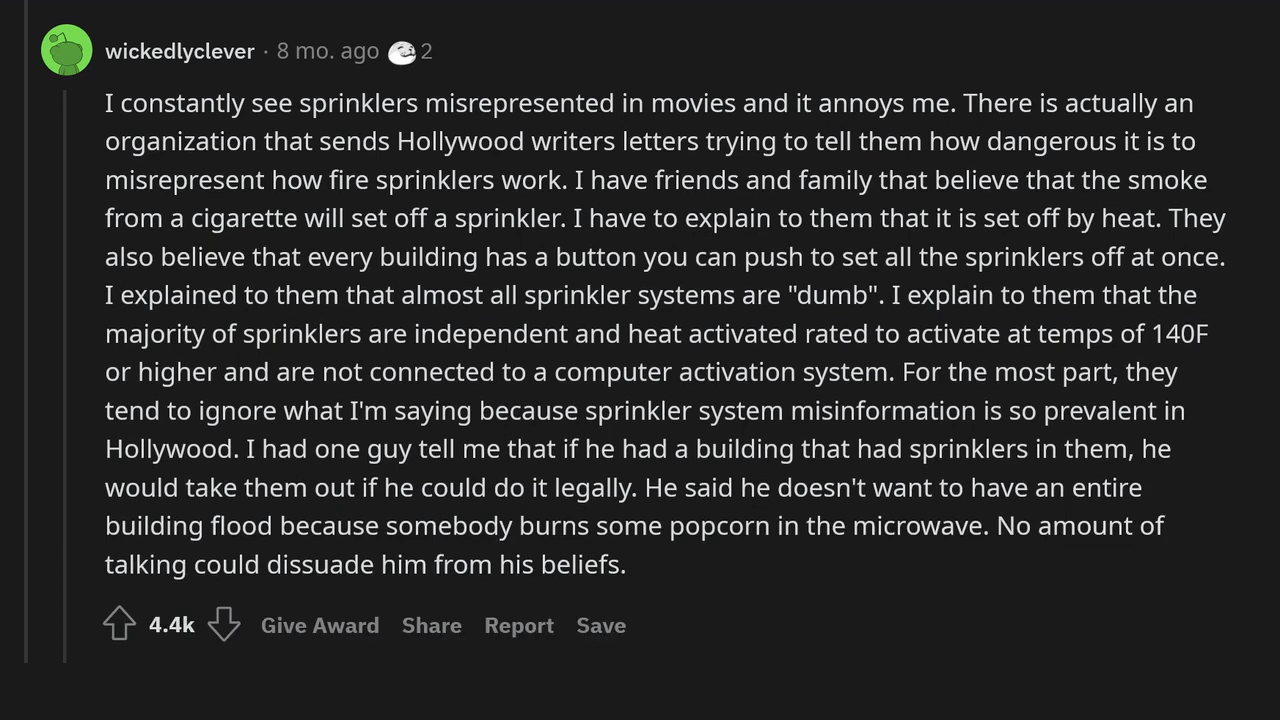 wickedlyclever · 8 mo. ago 2
I constantly see sprinklers misrepresented in movies and it annoys me. There is actually an
organization that sends Hollywood writers letters trying to tell them how dangerous it is to
misrepresent how fire sprinklers work. I have friends and family that believe that the smoke
from a cigarette will set off a sprinkler. I have to explain to them that it is set off by heat. They
also believe that every building has a button you can push to set all the sprinklers off at once.
I explained to them that almost all sprinkler systems are "dumb". I explain to them that the
majority of sprinklers are independent and heat activated rated to activate at temps of 140F
or higher and are not connected to a computer activation system. For the most part, they
tend to ignore what I'm saying because sprinkler system misinformation is so prevalent in
Hollywood. I had one guy tell me that if he had a building that had sprinklers in them, he
would take them out if he could do it legally. He said he doesn't want to have an entire
building flood because somebody burns some popcorn in the microwave. No amount of
talking could dissuade him from his beliefs.
4.4k Give Award Share Report Save